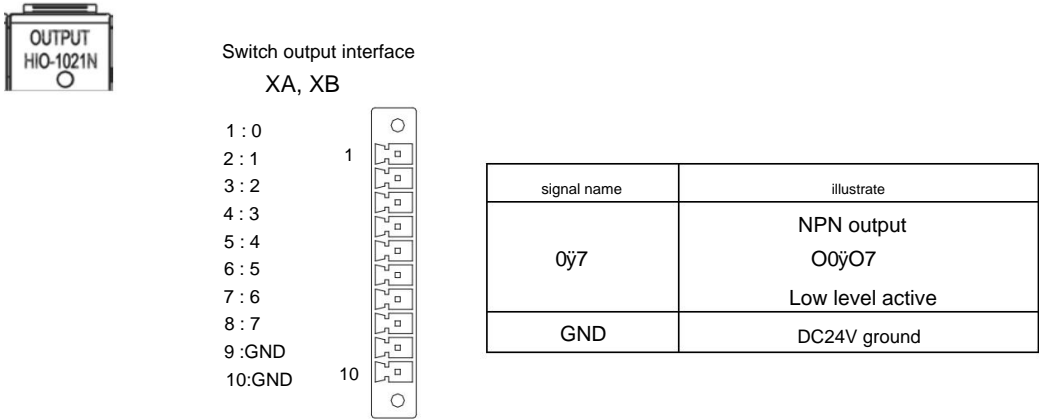 OUTPUT
HIO-1021N
Switch output interface
XA, XB
1 : 0
2 : 1
3 : 2
4 : 3
5 : 4
6 : 5
7 : 6
8 : 7
9 :GND
10:GND
1
10
signal name illustrate
0ÿ7
NPN output
O0ÿO7
Low level active
GND DC24V ground